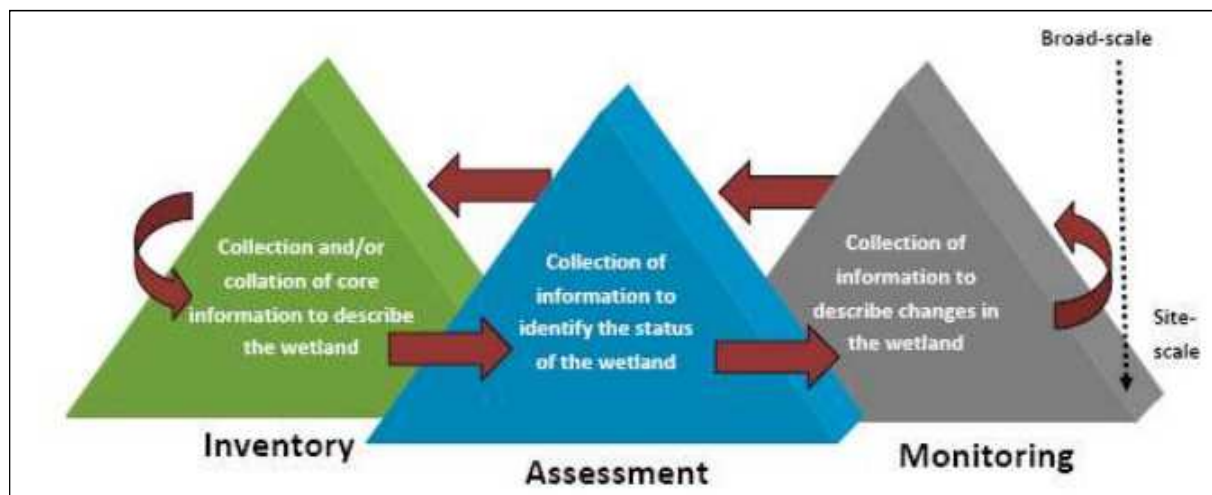 Broad-scale
Collection and/or
collation of core
information to describe
the wetland
Collection of
information to
identify the status
of the wetland
Collection of
information to
describe changes in
the wetland
Site-
scale
Inventory
Assessment
Monitoring